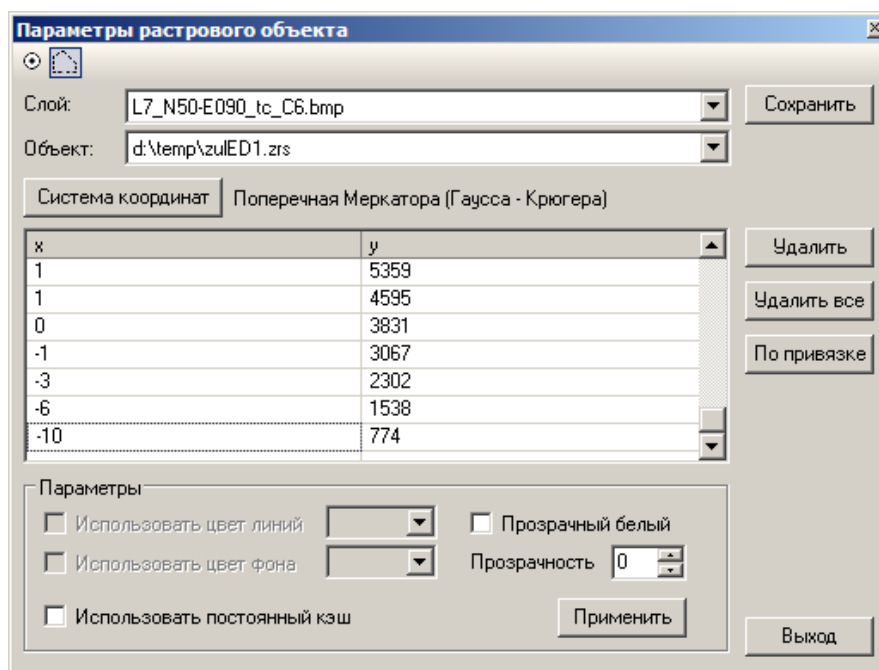 Параметры растрового объекта
Слой: L7_N50-E090_tc_C6.bmp Сохранить
Объект: d:\temp\zulED1.zrs
Система координат Поперечная Меркатора (Гаусса - Крюгера)
x y Удалить
1 5359
1 4595 Удалить все
0 3831
-1 3067 По привязке
-3 2302
-6 1538
-10 774
Параметры
Использовать цвет линий Прозрачный белый
Использовать цвет фона Прозрачность 0
Использовать постоянный кэш Применить
Выход